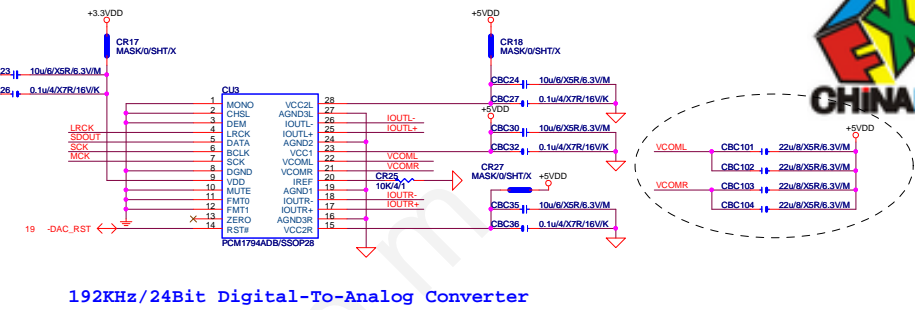 +3.3VDD
CR17
MASK/0/SHT/X
23
10u/6/X5R/6.3V/M
26
0.1u/4/X7R/16V/K
CU3
1 MONO VCC2L 28
2 CHSL AGND3L 27
3 DEM IOUTL- 26 IOUTL-
LRCK 4 LRCK IOUTL+ 25 IOUTL+
SDOUT 5 DATA AGND2 24
SCK 6 BCLK VCC1 23
MCK 7 SCK VCOML 22 VCOML
8 DGND VCOMR 21 VCOMR
9 VDD IREF 20
10 MUTE AGND1 19
11 FMT0 IOUTR- 18 IOUTR-
12 FMT1 IOUTR+ 17 IOUTR+
13 ZERO AGND3R 16
19 -DAC_RST 14 RST# VCC2R 15
PCM1794ADB/SSOP28
CR25
10K/4/1
+5VDD
CR18
MASK/0/SHT/X
CBC24 10u/6/X5R/6.3V/M
CBC27 0.1u/4/X7R/16V/K
+5VDD
CBC30 10u/6/X5R/6.3V/M
CBC32 0.1u/4/X7R/16V/K
CR27
MASK/0/SHT/X +5VDD
CBC35 10u/6/X5R/6.3V/M
CBC36 0.1u/4/X7R/16V/K
CHINA
+5VDD
VCOML CBC101 22u/8/X5R/6.3V/M
CBC102 22u/8/X5R/6.3V/M
VCOMR CBC103 22u/8/X5R/6.3V/M
CBC104 22u/8/X5R/6.3V/M
192KHz/24Bit Digital-To-Analog Converter